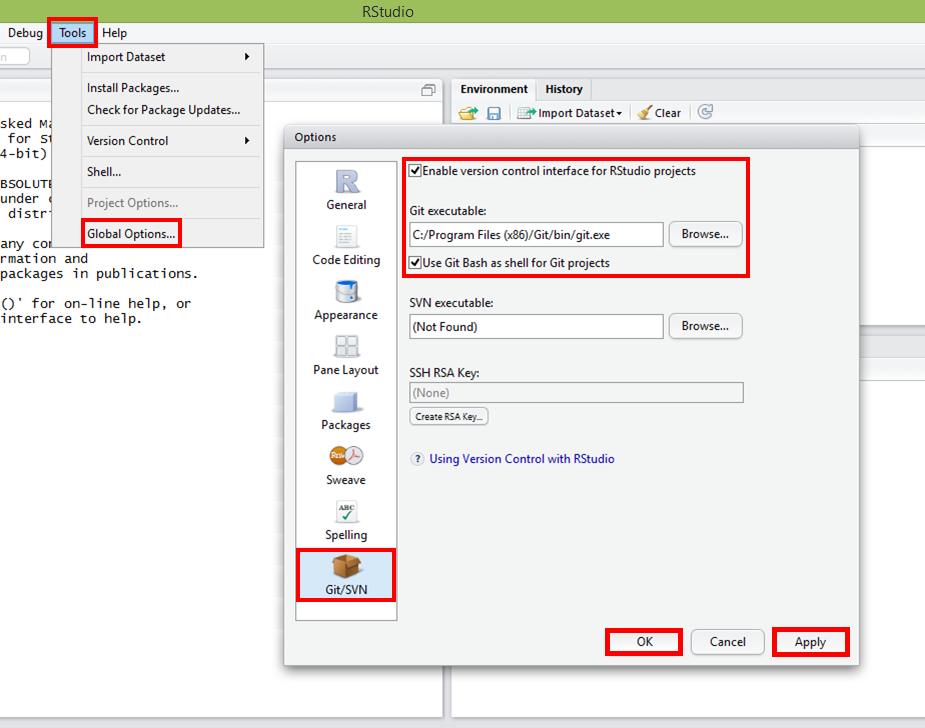 RStudio
Debug Tools Help
n
Import Dataset
Install Packages...
Check for Package Updates...
Version Control
Shell...
Project Options...
Global Options...
sked Ma
for St
4-bit)
BSOLUTE
under c
distri
any con
rmation and
packages in publications.
()' for on-line help, or
interface to help.
Environment History
Import Dataset Clear
Options
General
Code Editing
Appearance
Pane Layout
Packages
Rnw
Sweave
ABC
Spelling
Git/SVN
Enable version control interface for RStudio projects
Git executable:
C:/Program Files (x86)/Git/bin/git.exe Browse...
Use Git Bash as shell for Git projects
SVN executable:
(Not Found) Browse...
SSH RSA Key:
(None)
Create RSA Key...
? Using Version Control with RStudio
OK Cancel Apply